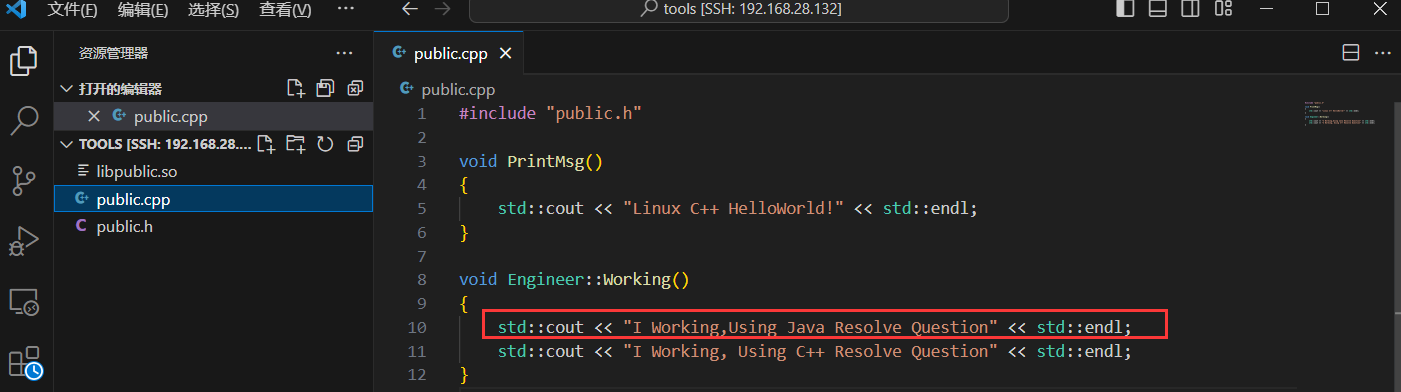 文件(F) 编辑(E) 选择(S) 查看(V) ··· tools [SSH: 192.168.28.132]
资源管理器 ···
打开的编辑器
public.cpp
TOOLS [SSH: 192.168.28....
libpublic.so
public.cpp
public.h
public.cpp
public.cpp
1 #include "public.h"
2
3 void PrintMsg()
4 {
5 std::cout << "Linux C++ HelloWorld!" << std::endl;
6 }
7
8 void Engineer::Working()
9 {
10 std::cout << "I Working,Using Java Resolve Question" << std::endl;
11 std::cout << "I Working, Using C++ Resolve Question" << std::endl;
12 }